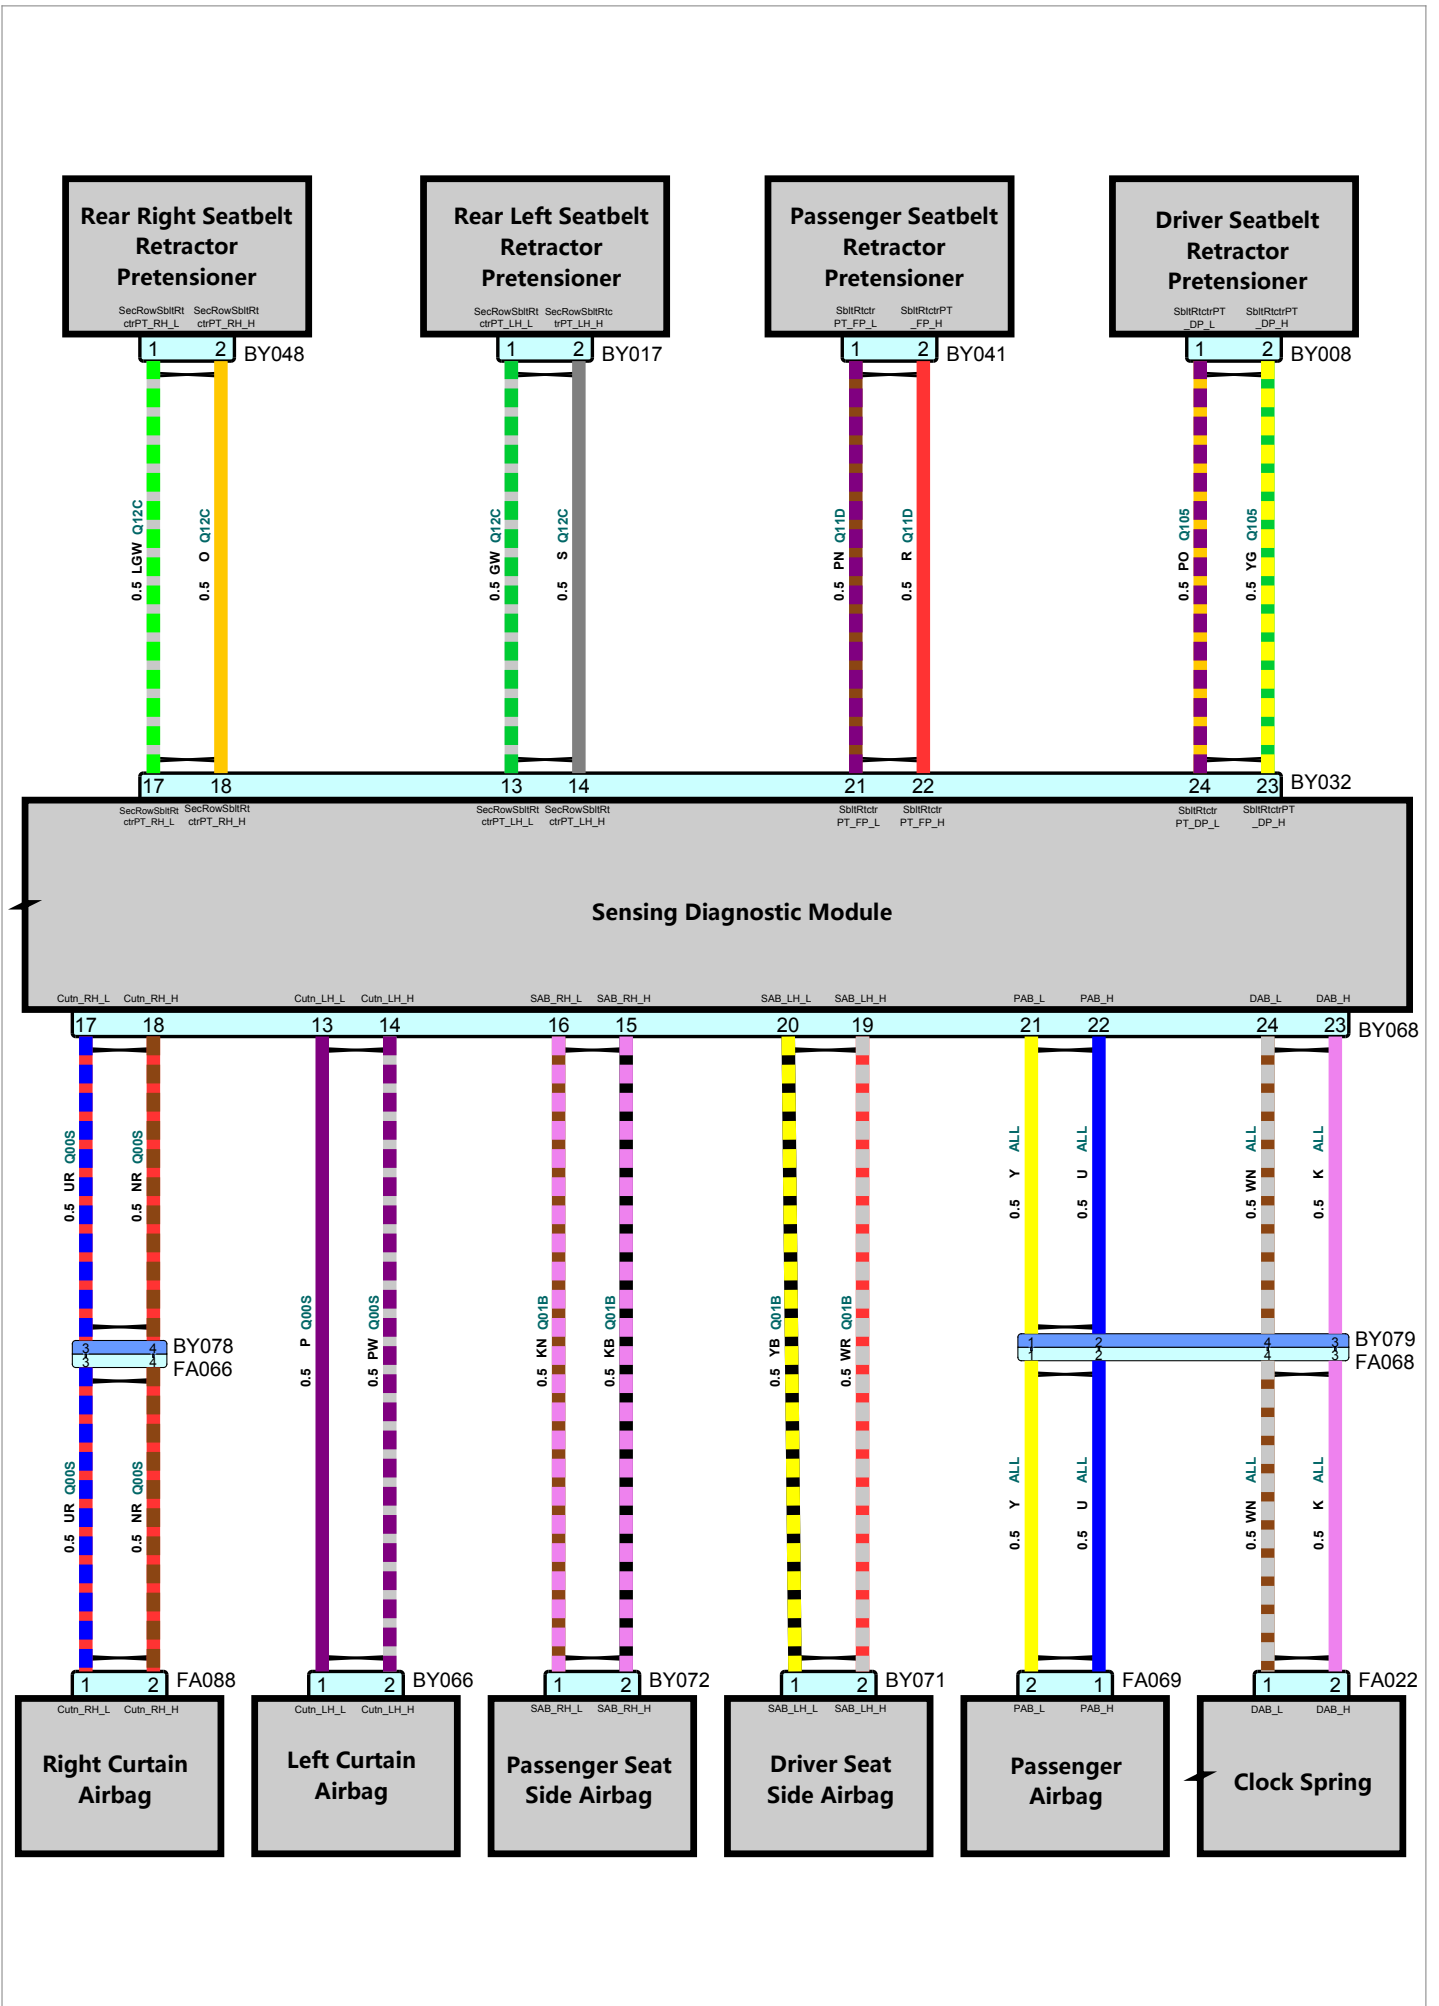 Rear Right Seatbelt
Retractor
Pretensioner
SecRowSbltRt SecRowSbltRt
ctrPT_RH_L ctrPT_RH_H
1 2 BY048
Rear Left Seatbelt
Retractor
Pretensioner
SecRowSbltRt SecRowSbltRtc
ctrPT_LH_L trPT_LH_H
1 2 BY017
Passenger Seatbelt
Retractor
Pretensioner
SbltRtctr SbltRtctrPT
PT_FP_L _FP_H
1 2 BY041
Driver Seatbelt
Retractor
Pretensioner
SbltRtctrPT SbltRtctrPT
_DP_L _DP_H
1 2 BY008
0.5 LGW Q12C
0.5 O Q12C
0.5 GW Q12C
0.5 S Q12C
0.5 PN Q11D
0.5 R Q11D
0.5 PO Q105
0.5 YG Q105
17 18 13 14 21 22 24 23 BY032
SecRowSbltRt SecRowSbltRt SecRowSbltRt SecRowSbltRt SbltRtctr SbltRtctr SbltRtctr SbltRtctrPT
ctrPT_RH_L ctrPT_RH_H ctrPT_LH_L ctrPT_LH_H PT_FP_L PT_FP_H PT_DP_L _DP_H
Sensing Diagnostic Module
Cutn_RH_L Cutn_RH_H Cutn_LH_L Cutn_LH_H SAB_RH_L SAB_RH_H SAB_LH_L SAB_LH_H PAB_L PAB_H DAB_L DAB_H
17 18 13 14 16 15 20 19 21 22 24 23 BY068
0.5 UR Q00S
0.5 NR Q00S
0.5 P Q00S
0.5 PW Q00S
0.5 KN Q01B
0.5 KB Q01B
0.5 YB Q01B
0.5 WR Q01B
0.5 Y ALL
0.5 U ALL
0.5 WN ALL
0.5 K ALL
3 4 BY078
3 4 FA066
1 2 4 3 BY079
1 2 4 3 FA068
0.5 UR Q00S
0.5 NR Q00S
0.5 Y ALL
0.5 U ALL
0.5 WN ALL
0.5 K ALL
1 2 FA088
Cutn_RH_L Cutn_RH_H
Right Curtain
Airbag
1 2 BY066
Cutn_LH_L Cutn_LH_H
Left Curtain
Airbag
1 2 BY072
SAB_RH_L SAB_RH_H
Passenger Seat
Side Airbag
1 2 BY071
SAB_LH_L SAB_LH_H
Driver Seat
Side Airbag
2 1 FA069
PAB_L PAB_H
Passenger
Airbag
1 2 FA022
DAB_L DAB_H
Clock Spring